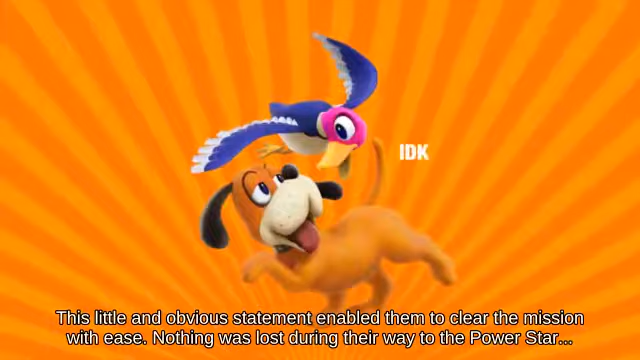 IDK
This little and obvious statement enabled them to clear the mission
with ease. Nothing was lost during their way to the Power Star...